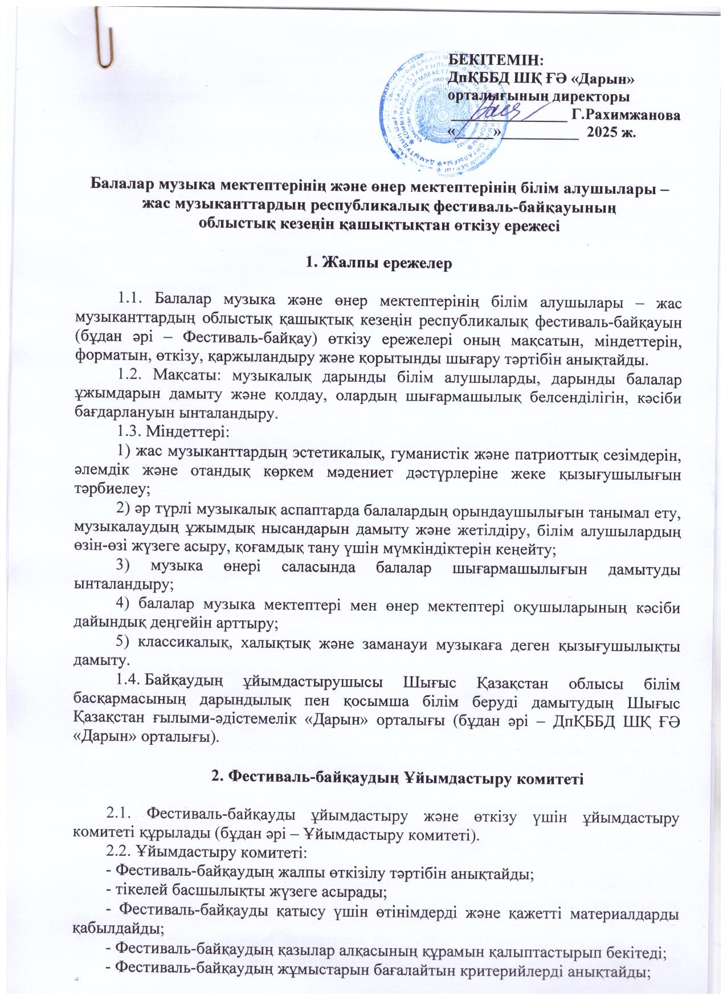 БЕКІТЕМІН:
ДпҚББД ШҚ ҒӘ «Дарын»
орталығының директоры
_______________ Г.Рахимжанова
«_____»__________ 2025 ж.
Балалар музыка мектептерінің және өнер мектептерінің білім алушылары –
жас музыканттардың республикалық фестиваль-байқауының
облыстық кезеңін қашықтықтан өткізу ережесі
1. Жалпы ережелер
1.1. Балалар музыка және өнер мектептерінің білім алушылары – жас
музыканттардың облыстық қашықтық кезеңін республикалық фестиваль-байқауын
(бұдан әрі – Фестиваль-байқау) өткізу ережелері оның мақсатын, міндеттерін,
форматын, өткізу, қаржыландыру және қорытынды шығару тәртібін анықтайды.
1.2. Мақсаты: музыкалық дарынды білім алушыларды, дарынды балалар
ұжымдарын дамыту және қолдау, олардың шығармашылық белсенділігін, кәсіби
бағдарлануын ынталандыру.
1.3. Міндеттері:
1) жас музыканттардың эстетикалық, гуманистік және патриоттық сезімдерін,
әлемдік және отандық көркем мәдениет дәстүрлеріне жеке қызығушылығын
тәрбиелеу;
2) әр түрлі музыкалық аспаптарда балалардың орындаушылығын танымал ету,
музыкалаудың ұжымдық нысандарын дамыту және жетілдіру, білім алушылардың
өзін-өзі жүзеге асыру, қоғамдық тану үшін мүмкіндіктерін кеңейту;
3) музыка өнері саласында балалар шығармашылығын дамытуды
ынталандыру;
4) балалар музыка мектептері мен өнер мектептері оқушыларының кәсіби
дайындық деңгейін арттыру;
5) классикалық, халықтық және заманауи музыкаға деген қызығушылықты
дамыту.
1.4. Байқаудың ұйымдастырушысы Шығыс Қазақстан облысы білім
басқармасының дарындылық пен қосымша білім беруді дамытудың Шығыс
Қазақстан ғылыми-әдістемелік «Дарын» орталығы (бұдан әрі – ДпҚББД ШҚ ҒӘ
«Дарын» орталығы).
2. Фестиваль-байқаудың Ұйымдастыру комитеті
2.1. Фестиваль-байқауды ұйымдастыру және өткізу үшін ұйымдастыру
комитеті құрылады (бұдан әрі – Ұйымдастыру комитеті).
2.2. Ұйымдастыру комитеті:
- Фестиваль-байқаудың жалпы өткізілу тәртібін анықтайды;
- тікелей басшылықты жүзеге асырады;
- Фестиваль-байқауды қатысу үшін өтінімдерді және қажетті материалдарды
қабылдайды;
- Фестиваль-байқаудың қазылар алқасының құрамын қалыптастырып бекітеді;
- Фестиваль-байқаудың жұмыстарын бағалайтын критерийлерді анықтайды;